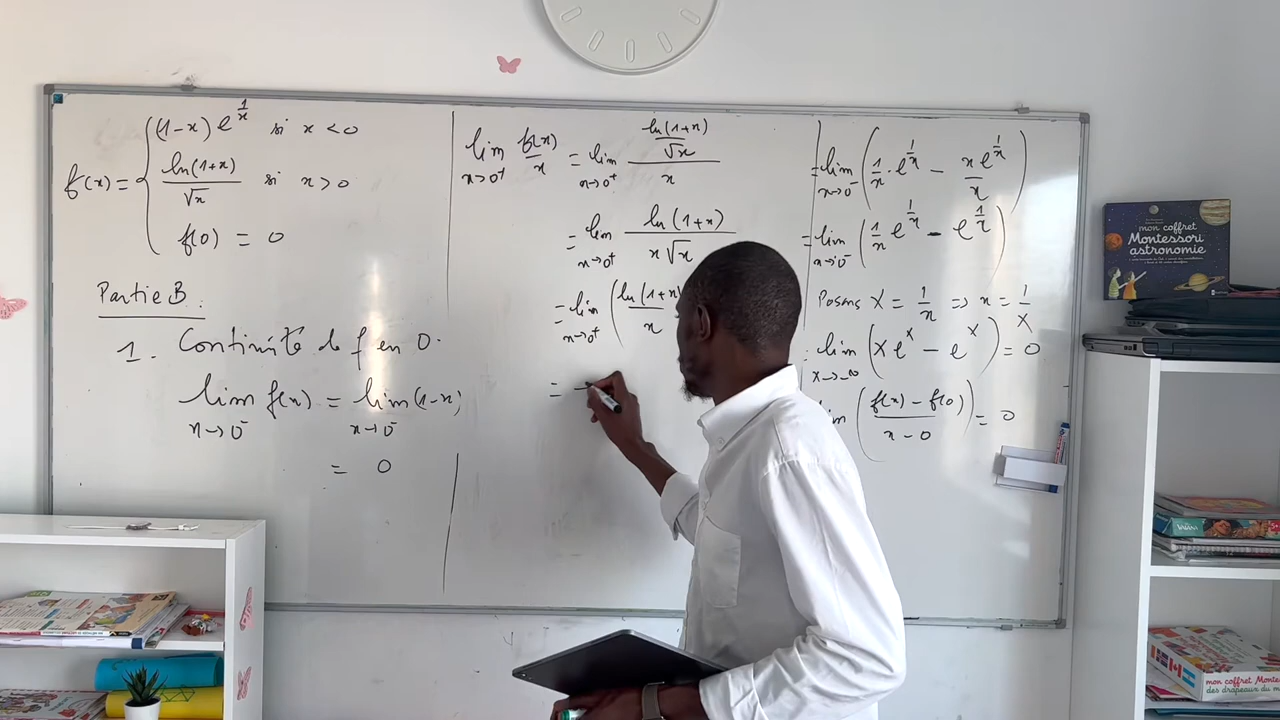 f(x) = { (1-x) e^{1/x} si x < 0
ln(1+x)/√x si x > 0
f(0) = 0
Partie B.
1. Continuité de f en 0.
lim x→0⁻ f(x) = lim x→0⁻ (1-x)
= 0
lim x→0⁺ f(x)/x = lim x→0⁺ (ln(1+x)/√x)/x
= lim x→0⁺ ln(1+x)/(x√x)
= lim x→0⁺ (ln(1+x)/x
=
= lim x→0⁻ (1/x · e^{1/x} - x e^{1/x}/x)
= lim x→0⁻ (1/x e^{1/x} - e^{1/x})
Posons X = 1/x => x = 1/X
lim X→-∞ (X e^X - e^X) = 0
(f(x) - f(0))/(x - 0)) = 0
mon coffret
Montessori
astronomie
mon coffret
des drapeaux du